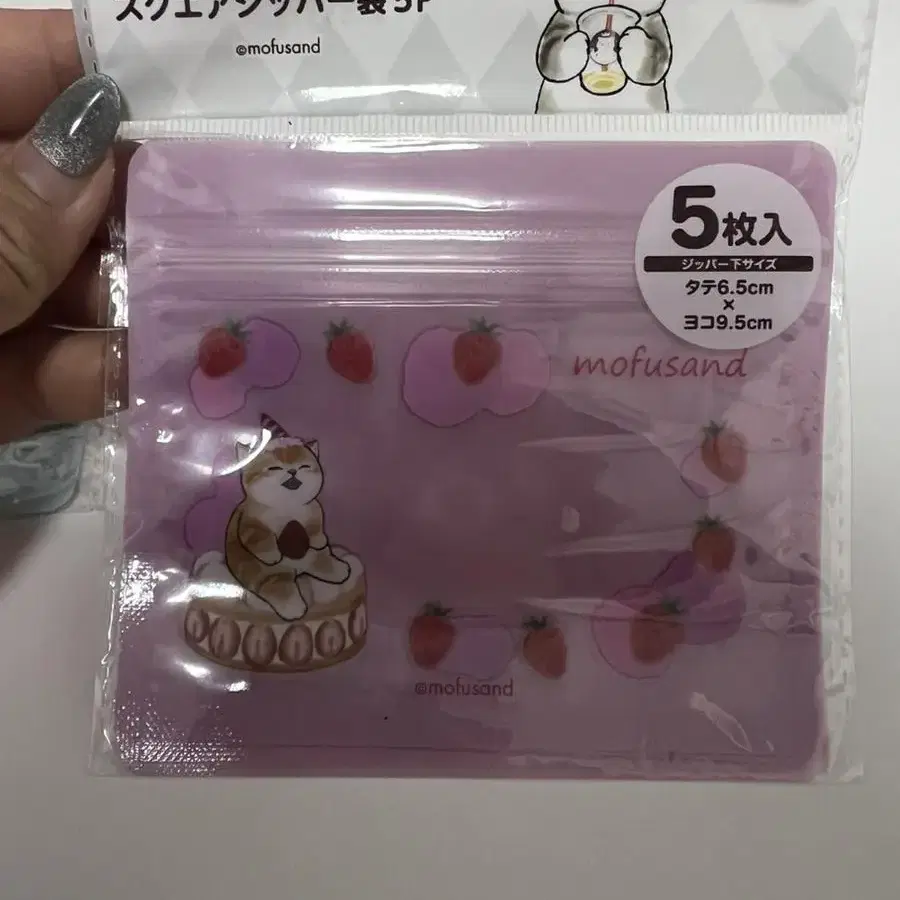 スクエアジッパー袋5P
©mofusand
5枚入
ジッパー下サイズ
タテ6.5cm
×
ヨコ9.5cm
mofusand
©mofusand